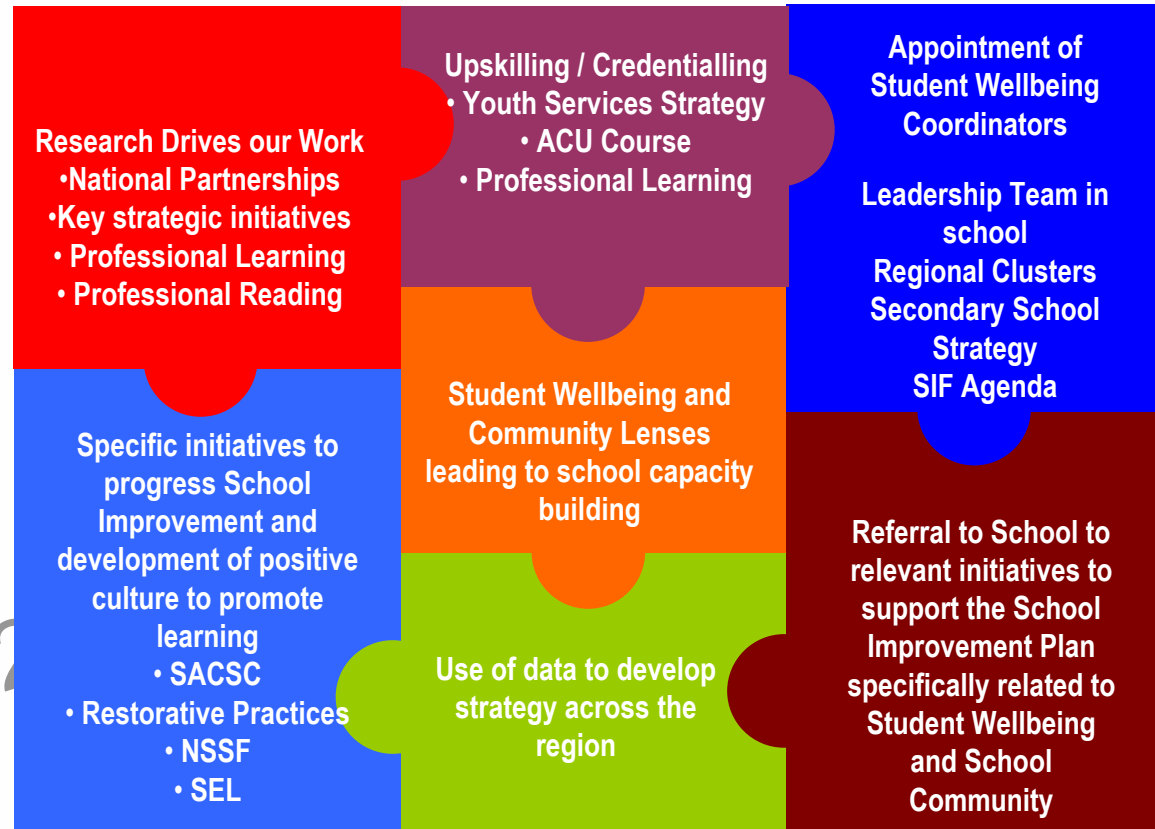 Research Drives our Work
•National Partnerships
•Key strategic initiatives
• Professional Learning
• Professional Reading
Upskilling / Credentialling
• Youth Services Strategy
• ACU Course
• Professional Learning
Appointment of
Student Wellbeing
Coordinators
Leadership Team in
school
Regional Clusters
Secondary School
Strategy
SIF Agenda
Specific initiatives to
progress School
Improvement and
development of positive
culture to promote
learning
• SACSC
• Restorative Practices
• NSSF
• SEL
Student Wellbeing and
Community Lenses
leading to school capacity
building
Use of data to develop
strategy across the
region
Referral to School to
relevant initiatives to
support the School
Improvement Plan
specifically related to
Student Wellbeing
and School
Community